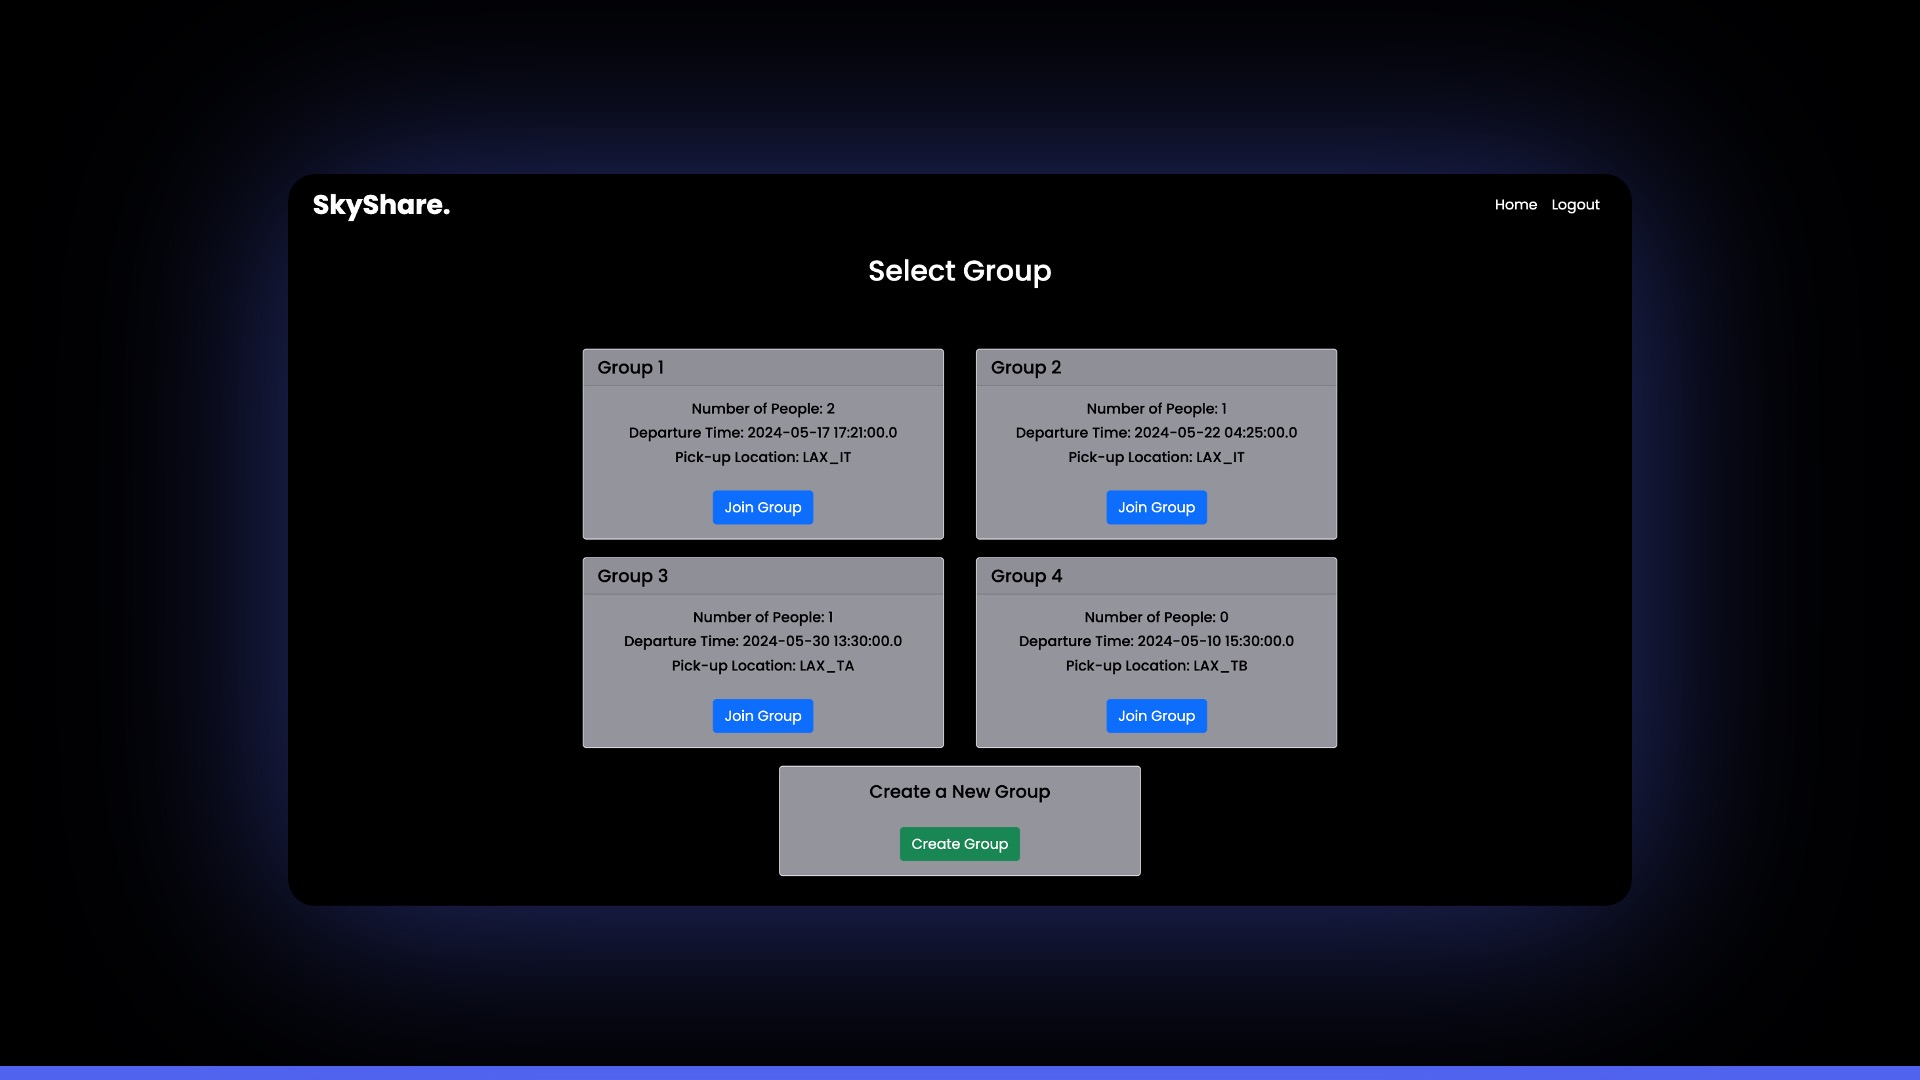 SkyShare.
Home Logout
Select Group
Group 1
Number of People: 2
Departure Time: 2024-05-17 17:21:00.0
Pick-up Location: LAX_IT
Join Group
Group 2
Number of People: 1
Departure Time: 2024-05-22 04:25:00.0
Pick-up Location: LAX_IT
Join Group
Group 3
Number of People: 1
Departure Time: 2024-05-30 13:30:00.0
Pick-up Location: LAX_TA
Join Group
Group 4
Number of People: 0
Departure Time: 2024-05-10 15:30:00.0
Pick-up Location: LAX_TB
Join Group
Create a New Group
Create Group